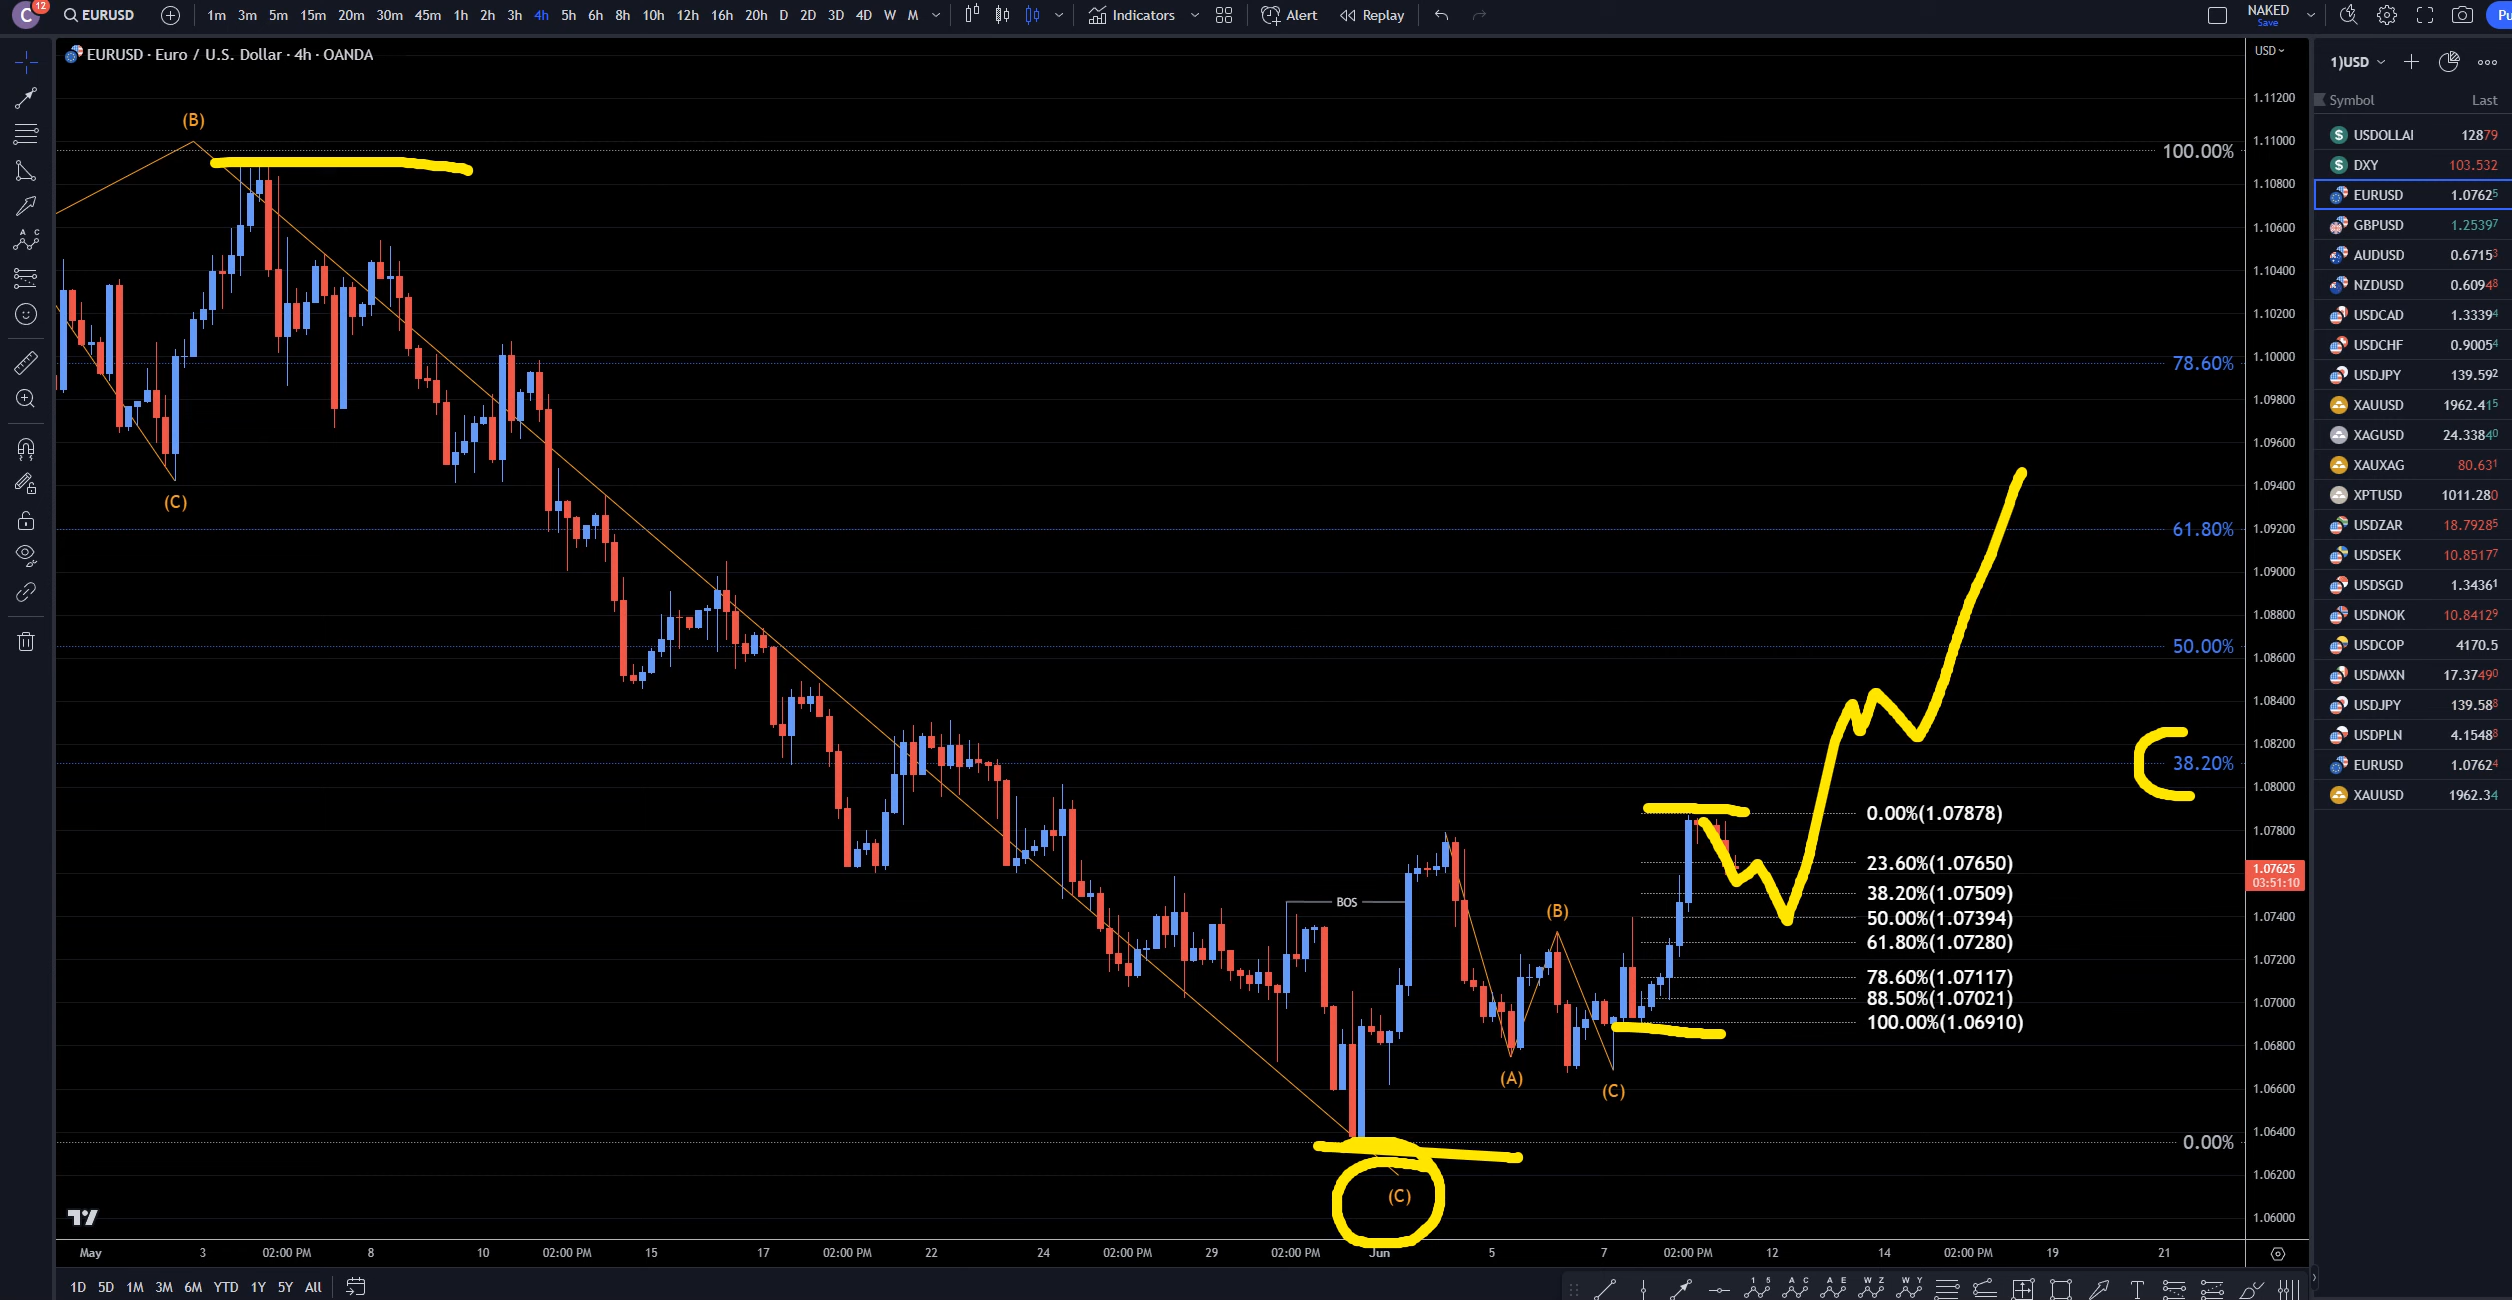 C 12 EURUSD 1m 3m 5m 15m 20m 30m 45m 1h 2h 3h 4h 5h 6h 8h 10h 12h 16h 20h D 2D 3D 4D W M Indicators Alert Replay NAKED Save Pu
EURUSD · Euro / U.S. Dollar · 4h · OANDA
USD
1.11200
1.11000
1.10800
1.10600
1.10400
1.10200
1.10000
1.09800
1.09600
1.09400
1.09200
1.09000
1.08800
1.08600
1.08400
1.08200
1.08000
1.07800
1.07625
03:51:10
1.07400
1.07200
1.07000
1.06800
1.06600
1.06400
1.06200
1.06000
(B)
(C)
100.00%
78.60%
61.80%
50.00%
38.20%
0.00%
BOS
(B)
(A)
(C)
(C)
0.00%(1.07878)
23.60%(1.07650)
38.20%(1.07509)
50.00%(1.07394)
61.80%(1.07280)
78.60%(1.07117)
88.50%(1.07021)
100.00%(1.06910)
May 3 02:00 PM 8 10 02:00 PM 15 17 02:00 PM 22 24 02:00 PM 29 02:00 PM Jun 5 7 02:00 PM 12 14 02:00 PM 19 21
1D 5D 1M 3M 6M YTD 1Y 5Y All
1)USD
Symbol Last
USDOLLAI 12879
DXY 103.532
EURUSD 1.07625
GBPUSD 1.25397
AUDUSD 0.67153
NZDUSD 0.60948
USDCAD 1.33394
USDCHF 0.90054
USDJPY 139.592
XAUUSD 1962.415
XAGUSD 24.33840
XAUXAG 80.631
XPTUSD 1011.280
USDZAR 18.79285
USDSEK 10.85177
USDSGD 1.34361
USDNOK 10.84129
USDCOP 4170.5
USDMXN 17.37490
USDJPY 139.588
USDPLN 4.15488
EURUSD 1.07624
XAUUSD 1962.34